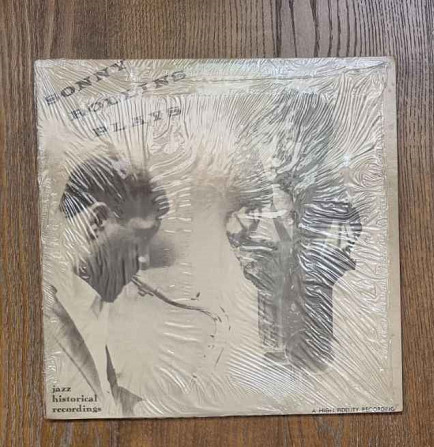 SONNY
ROLLINS
PLAYS
jazz
historical
recordings
A HIGH FIDELITY RECORDING